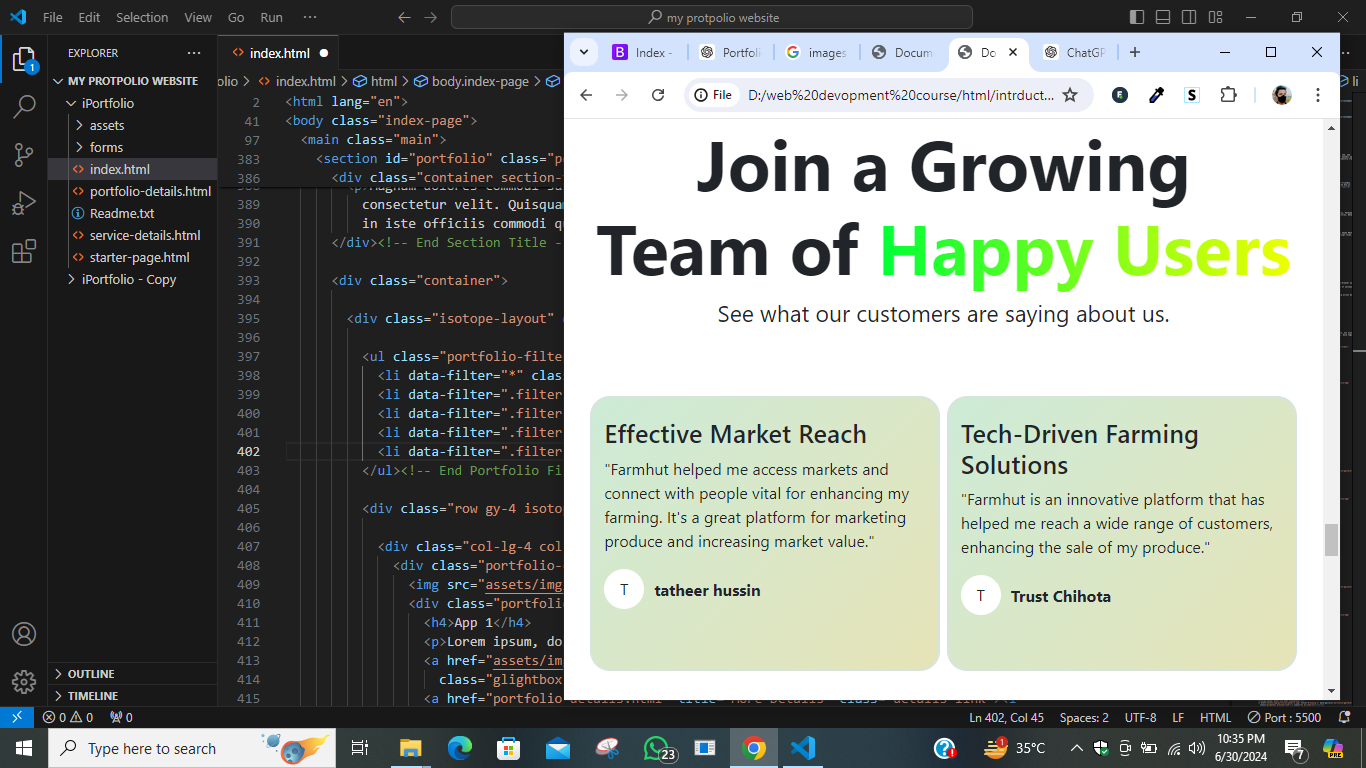 File Edit Selection View Go Run ··· my protpolio website
EXPLORER ···
MY PROTPOLIO WEBSITE
iPortfolio
assets
forms
index.html
portfolio-details.html
Readme.txt
service-details.html
starter-page.html
iPortfolio - Copy
OUTLINE
TIMELINE
1
index.html
olio > index.html > html > body.index-page >
li
2 <html lang="en">
41 <body class="index-page">
97 <main class="main">
383 <section id="portfolio" class="p
386 <div class="container section-
389 consectetur velit. Quisquam
390 in iste officiis commodi q
391 </div><!-- End Section Title -
392
393 <div class="container">
394
395 <div class="isotope-layout"
396
397 <ul class="portfolio-filte
398 <li data-filter="*" clas
399 <li data-filter=".filter
400 <li data-filter=".filter
401 <li data-filter=".filter
402 <li data-filter=".filter
403 </ul><!-- End Portfolio Fi
404
405 <div class="row gy-4 isoto
406
407 <div class="col-lg-4 col
408 <div class="portfolio-
409 <img src="assets/img
410 <div class="portfolio
411 <h4>App 1</h4>
412 <p>Lorem ipsum, do
413 <a href="assets/im
414 class="glightbox
415 <a href="portfolio-details.html" title="More Details" class="details-link"><i
Index - Portfoli images Docum Do ChatGP
File D:/web%20devopment%20course/html/intrduct...
Join a Growing
Team of Happy Users
See what our customers are saying about us.
Effective Market Reach
"Farmhut helped me access markets and
connect with people vital for enhancing my
farming. It's a great platform for marketing
produce and increasing market value."
T tatheer hussin
Tech-Driven Farming
Solutions
"Farmhut is an innovative platform that has
helped me reach a wide range of customers,
enhancing the sale of my produce."
T Trust Chihota
0 0 0 Ln 402, Col 45 Spaces: 2 UTF-8 LF HTML Port : 5500
Type here to search 23 35°C 10:35 PM
6/30/2024 7 PRE